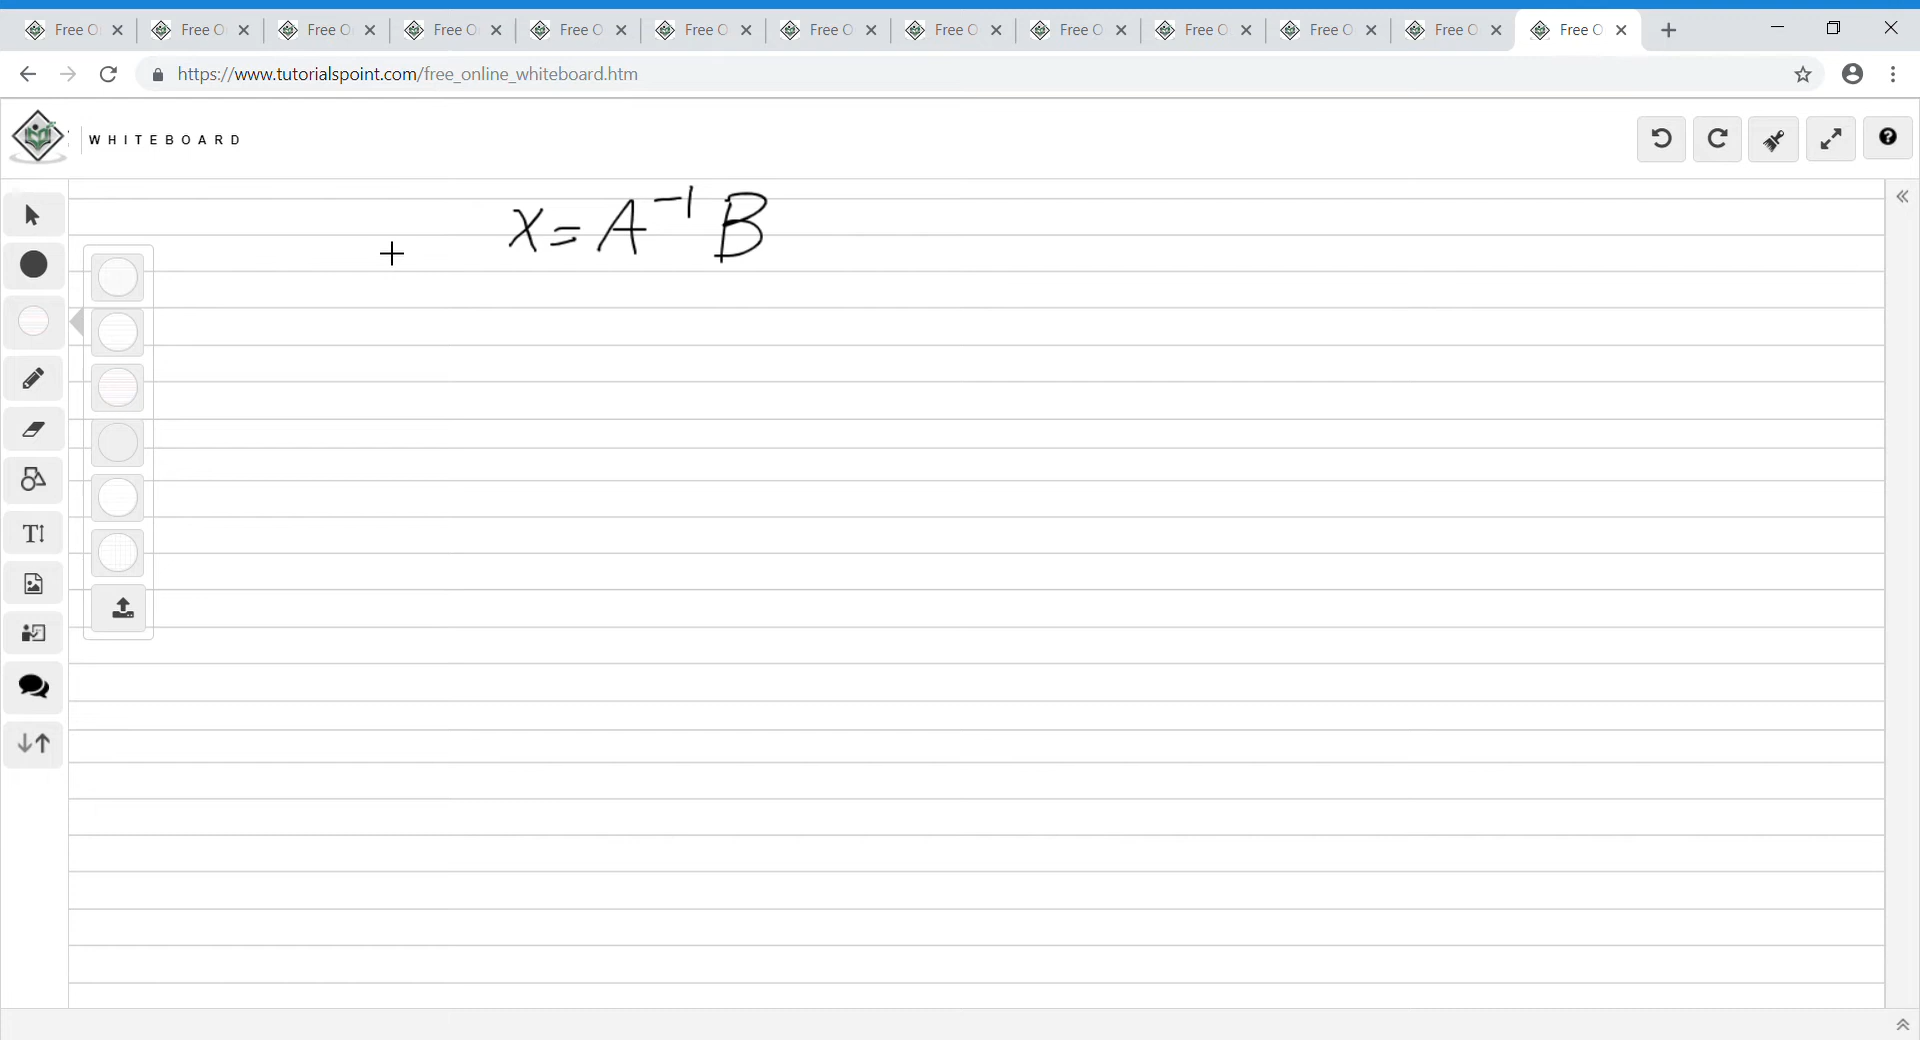 Free O Free O Free O Free O Free O Free O Free O Free O Free O Free O Free O Free O Free O
https://www.tutorialspoint.com/free_online_whiteboard.htm
WHITEBOARD
x = A⁻¹ B
T